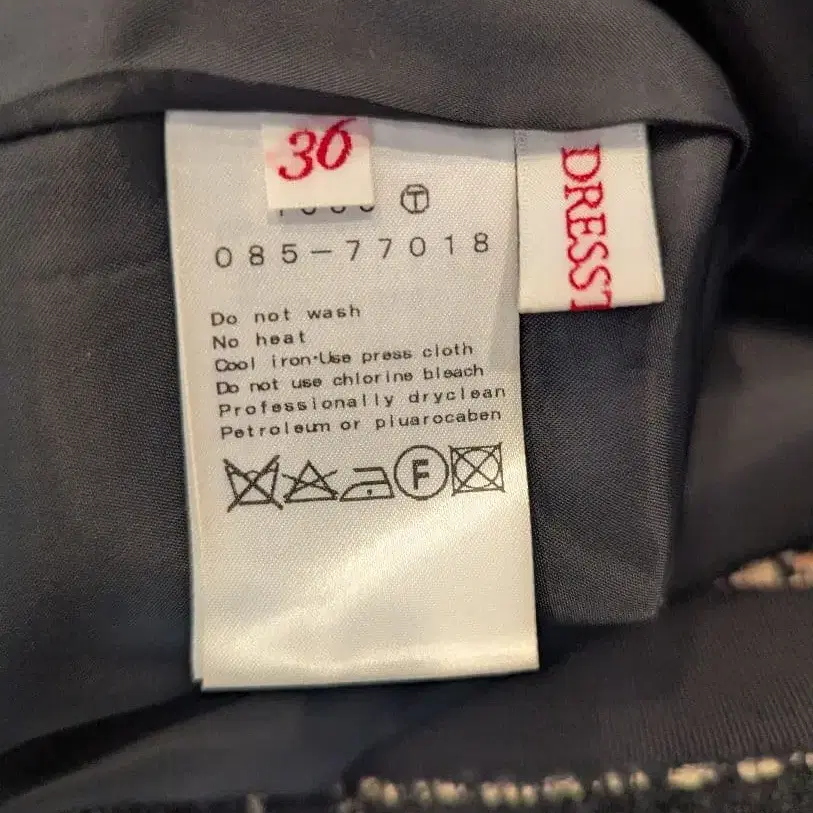 36
Ⓣ
085-77018
Do not wash
No heat
Cool iron·Use press cloth
Do not use chlorine bleach
Professionally dryclean
Petroleum or pluarocaben
F
DRESST